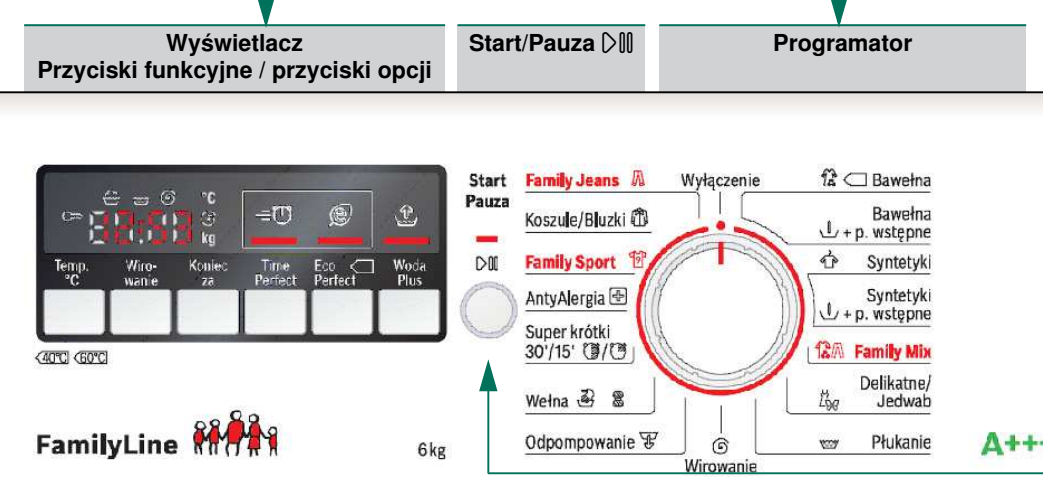 Wyświetlacz
Przyciski funkcyjne / przyciski opcji
Start/Pauza
Programator
°C
kg
Temp.
°C
Wiro-
wanie
Koniec
za
Time
Perfect
Eco
Perfect
Woda
Plus
40°C 60°C
FamilyLine
6kg
Start
Pauza
Family Jeans
Koszule/Bluzki
Family Sport
AntyAlergia
Super krótki
30'/15'
Wełna
Odpompowanie
Wyłączenie
Wirowanie
Bawełna
Bawełna
+ p. wstępne
Syntetyki
Syntetyki
+ p. wstępne
Family Mix
Delikatne/
Jedwab
Płukanie